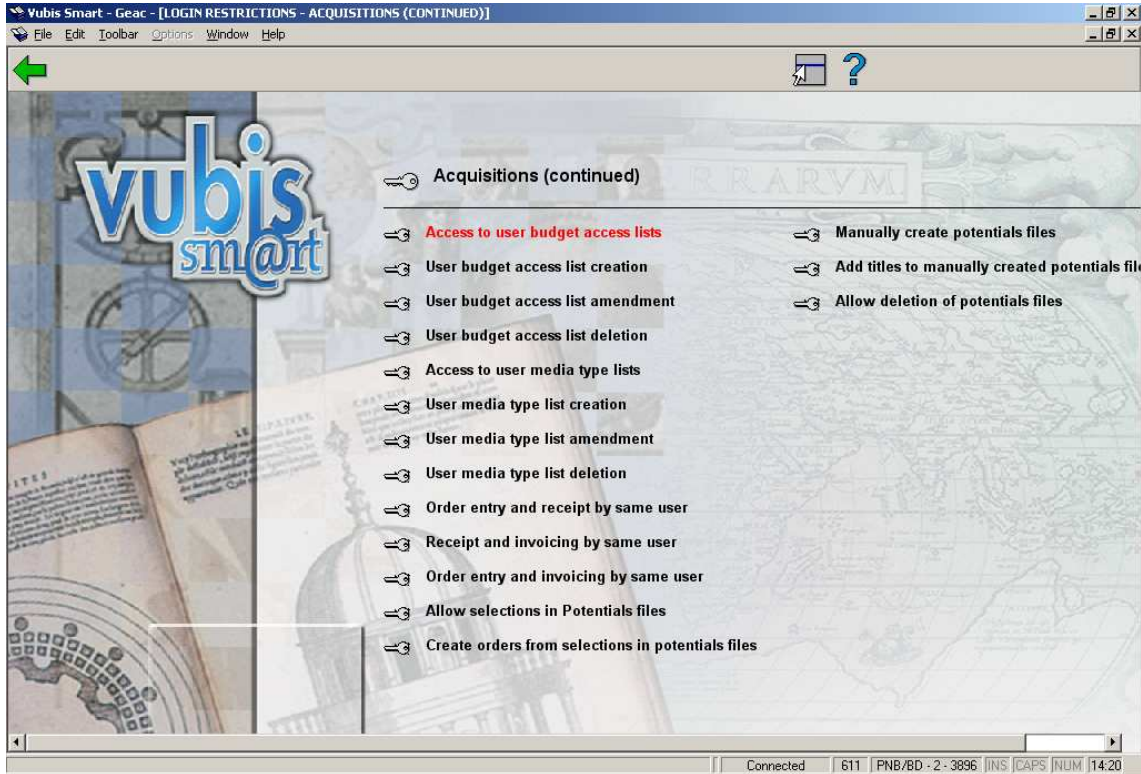 Vubis Smart - Geac - [LOGIN RESTRICTIONS - ACQUISITIONS (CONTINUED)]
File Edit Toolbar Options Window Help
vubis
sm@rt
Acquisitions (continued)
RRARVM
Access to user budget access lists
User budget access list creation
User budget access list amendment
User budget access list deletion
Access to user media type lists
User media type list creation
User media type list amendment
User media type list deletion
Order entry and receipt by same user
Receipt and invoicing by same user
Order entry and invoicing by same user
Allow selections in Potentials files
Create orders from selections in potentials files
Manually create potentials files
Add titles to manually created potentials file
Allow deletion of potentials files
Connected 611 PNB/BD - 2 - 3896 INS CAPS NUM 14:20